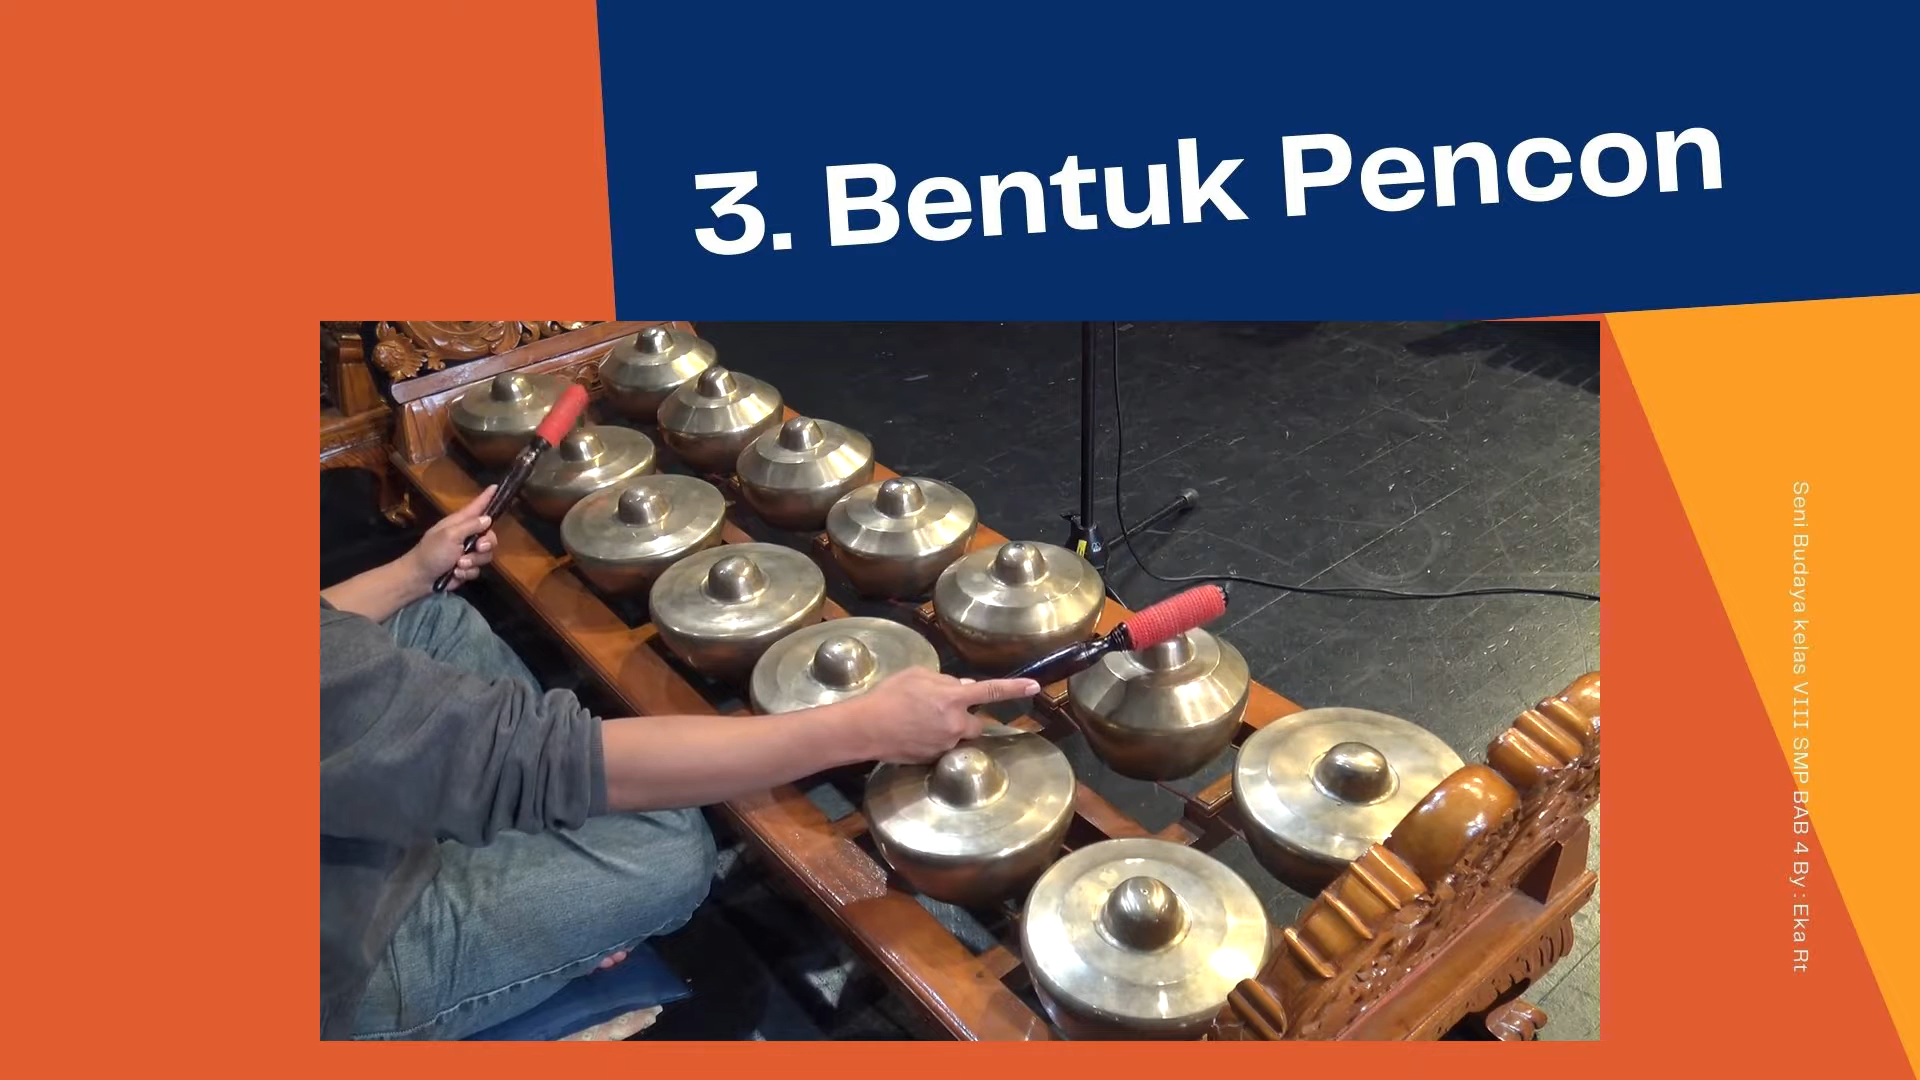 3. Bentuk Pencon
Seni Budaya kelas VIII SMP BAB 4 By : Eka Rt